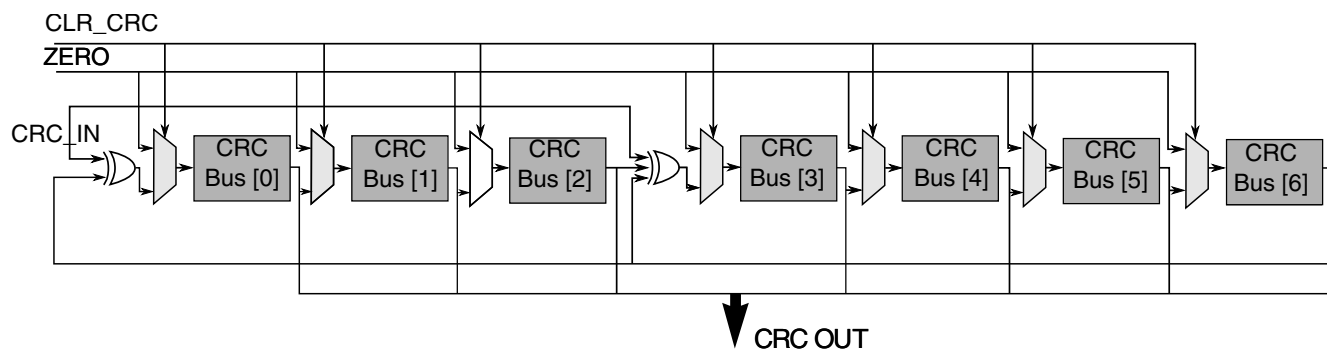 CLR_CRC
ZERO
CRC_IN
CRC
Bus [0]
CRC
Bus [1]
CRC
Bus [2]
CRC
Bus [3]
CRC
Bus [4]
CRC
Bus [5]
CRC
Bus [6]
CRC OUT